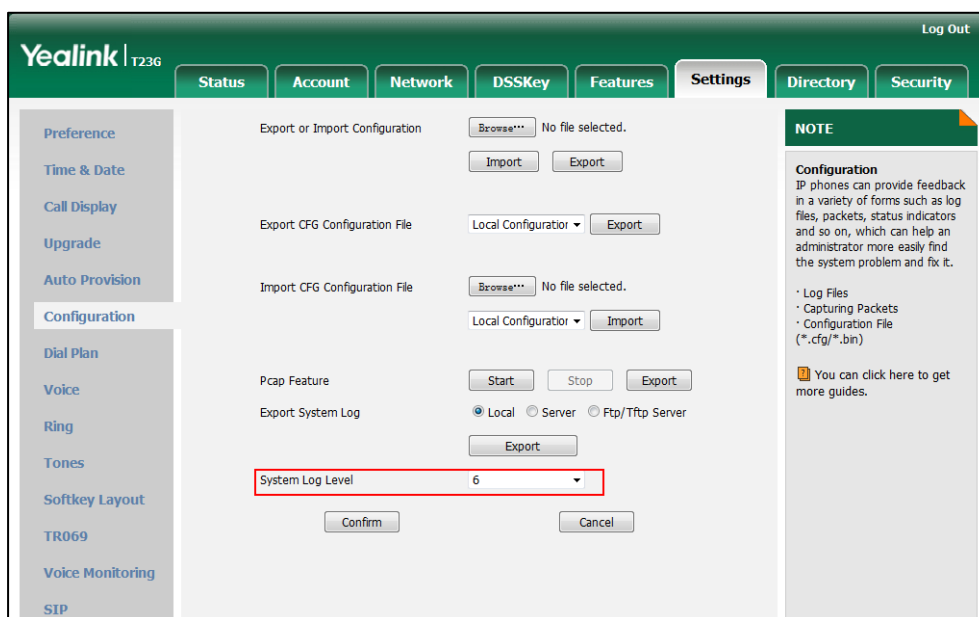 Log Out
Yealink T23G
Status Account Network DSSKey Features Settings Directory Security
Preference
Time & Date
Call Display
Upgrade
Auto Provision
Configuration
Dial Plan
Voice
Ring
Tones
Softkey Layout
TR069
Voice Monitoring
SIP
Export or Import Configuration Browse··· No file selected.
Import Export
Export CFG Configuration File Local Configuration Export
Import CFG Configuration File Browse··· No file selected.
Local Configuration Import
Pcap Feature Start Stop Export
Export System Log Local Server Ftp/Tftp Server
Export
System Log Level 6
Confirm Cancel
NOTE
Configuration
IP phones can provide feedback
in a variety of forms such as log
files, packets, status indicators
and so on, which can help an
administrator more easily find
the system problem and fix it.
· Log Files
· Capturing Packets
· Configuration File
(*.cfg/*.bin)
You can click here to get
more guides.